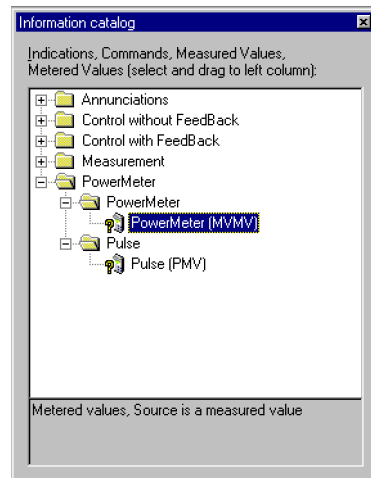 Information catalog
Indications, Commands, Measured Values,
Metered Values (select and drag to left column):
Annunciations
Control without FeedBack
Control with FeedBack
Measurement
PowerMeter
PowerMeter
PowerMeter (MVMV)
Pulse
Pulse (PMV)
Metered values, Source is a measured value